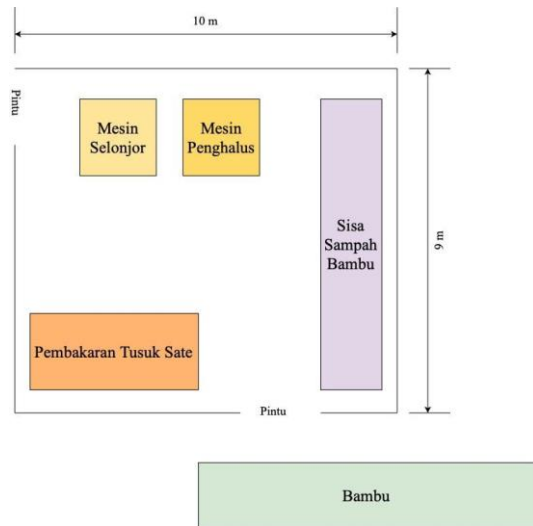 10 m
Pintu
Mesin
Selonjor
Mesin
Penghalus
Sisa
Sampah
Bambu
9 m
Pembakaran Tusuk Sate
Pintu
Bambu